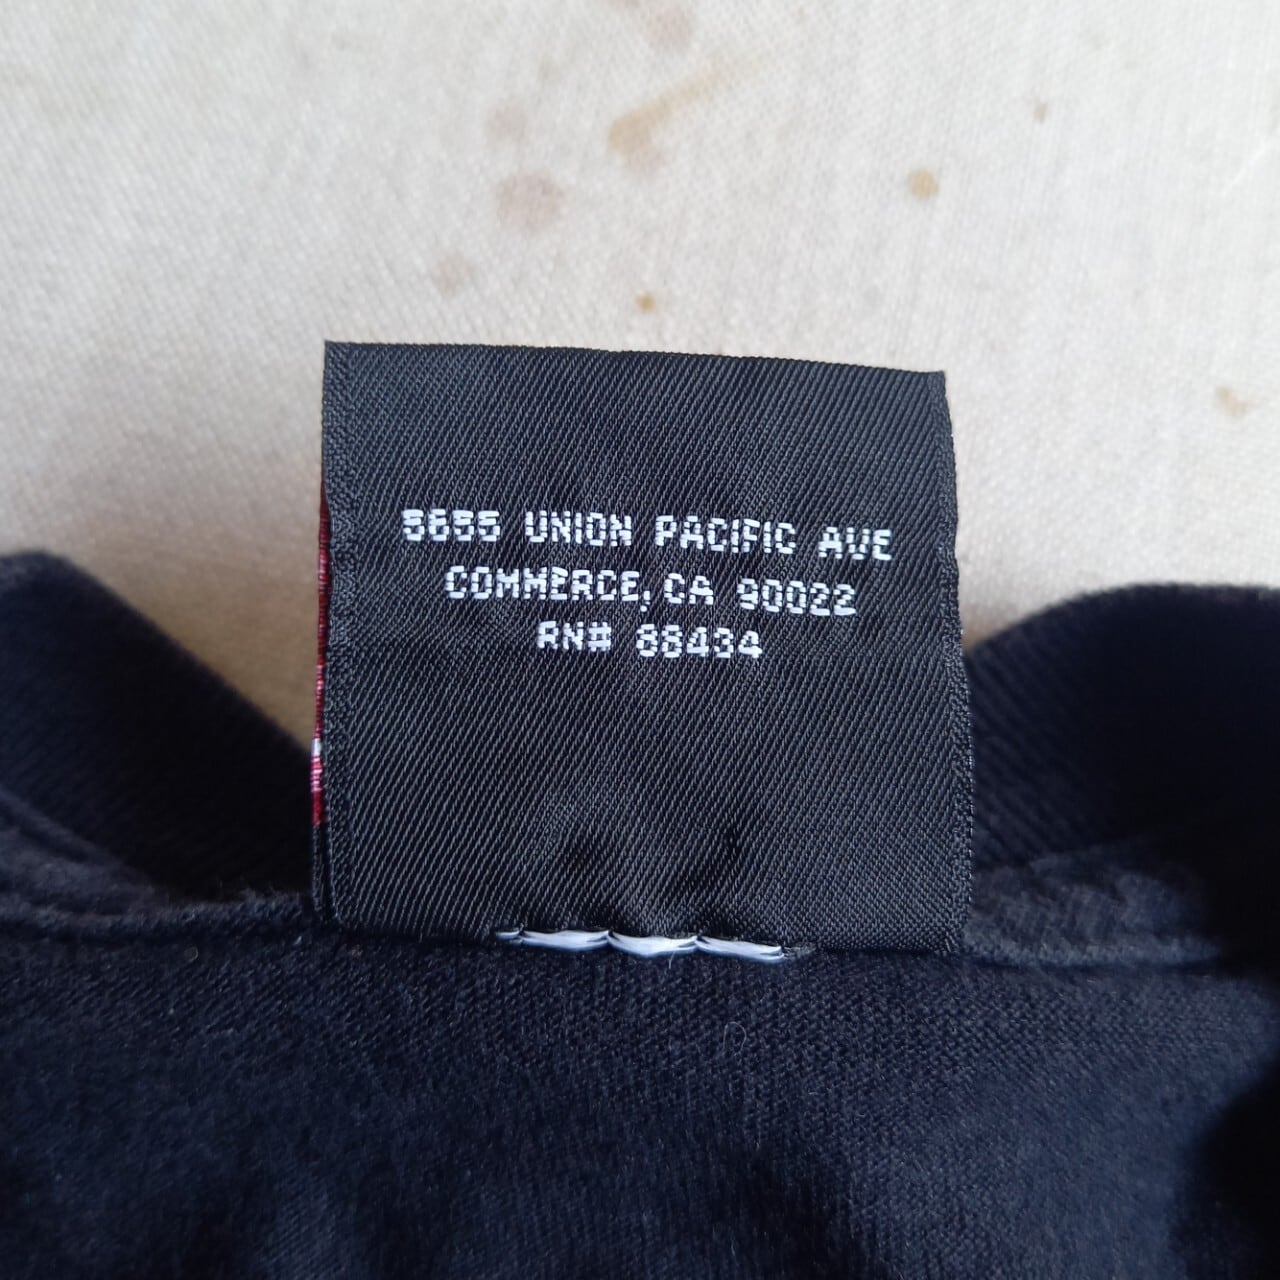 5655 UNION PACIFIC AVE
COMMERCE, CA 90022
RN# 88434